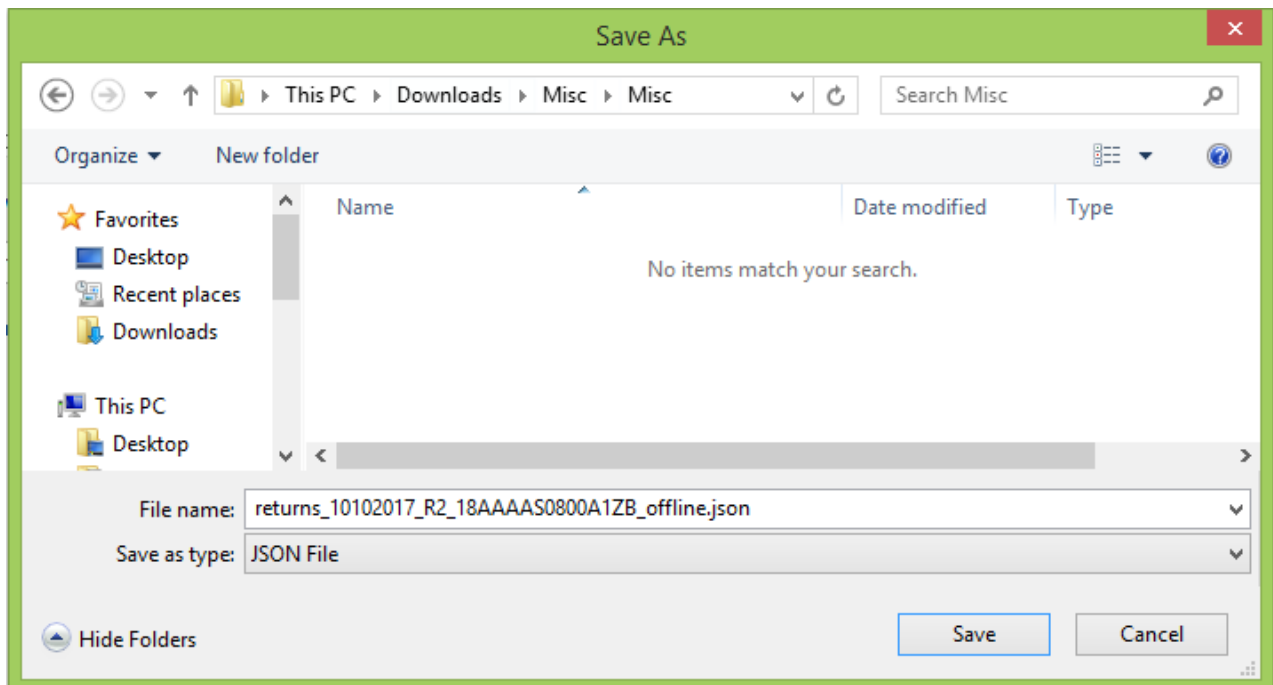 Save As
This PC Downloads Misc Misc Search Misc
Organize New folder
Name Date modified Type
No items match your search.
Favorites
Desktop
Recent places
Downloads
This PC
Desktop
File name: returns_10102017_R2_18AAAAS0800A1ZB_offline.json
Save as type: JSON File
Hide Folders Save Cancel